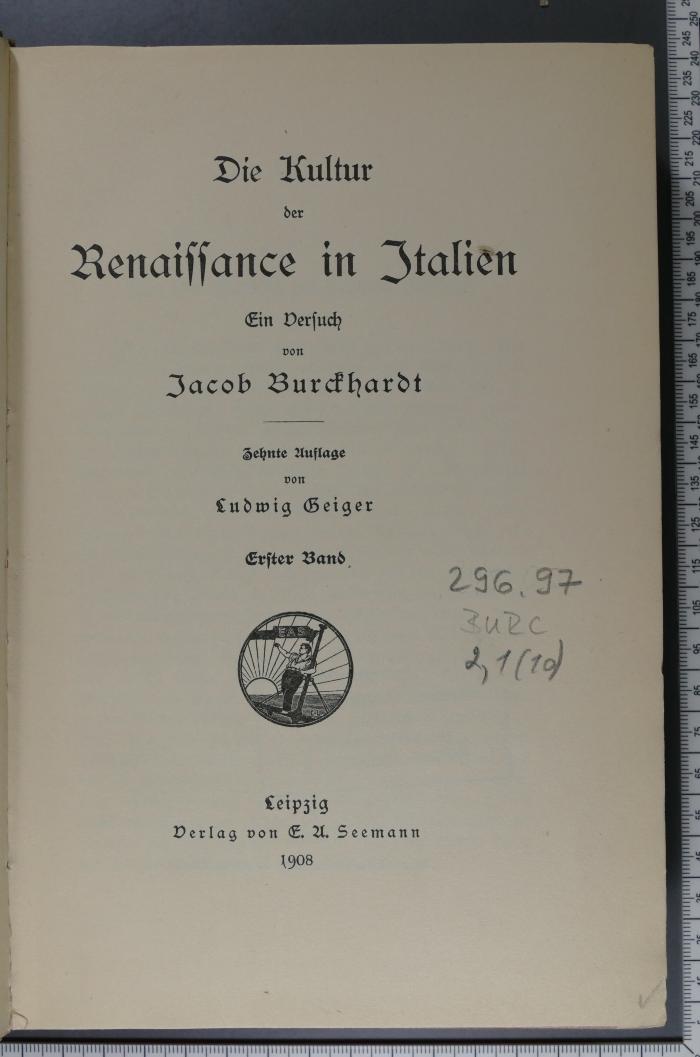 Die Kultur
der
Renaiſſance in Italien
Ein Verſuch
von
Jacob Burckhardt
Zehnte Auflage
von
Ludwig Geiger
Erſter Band
296.97
BURC
2,1(10)
EAS
Leipzig
Verlag von E. A. Seemann
1908